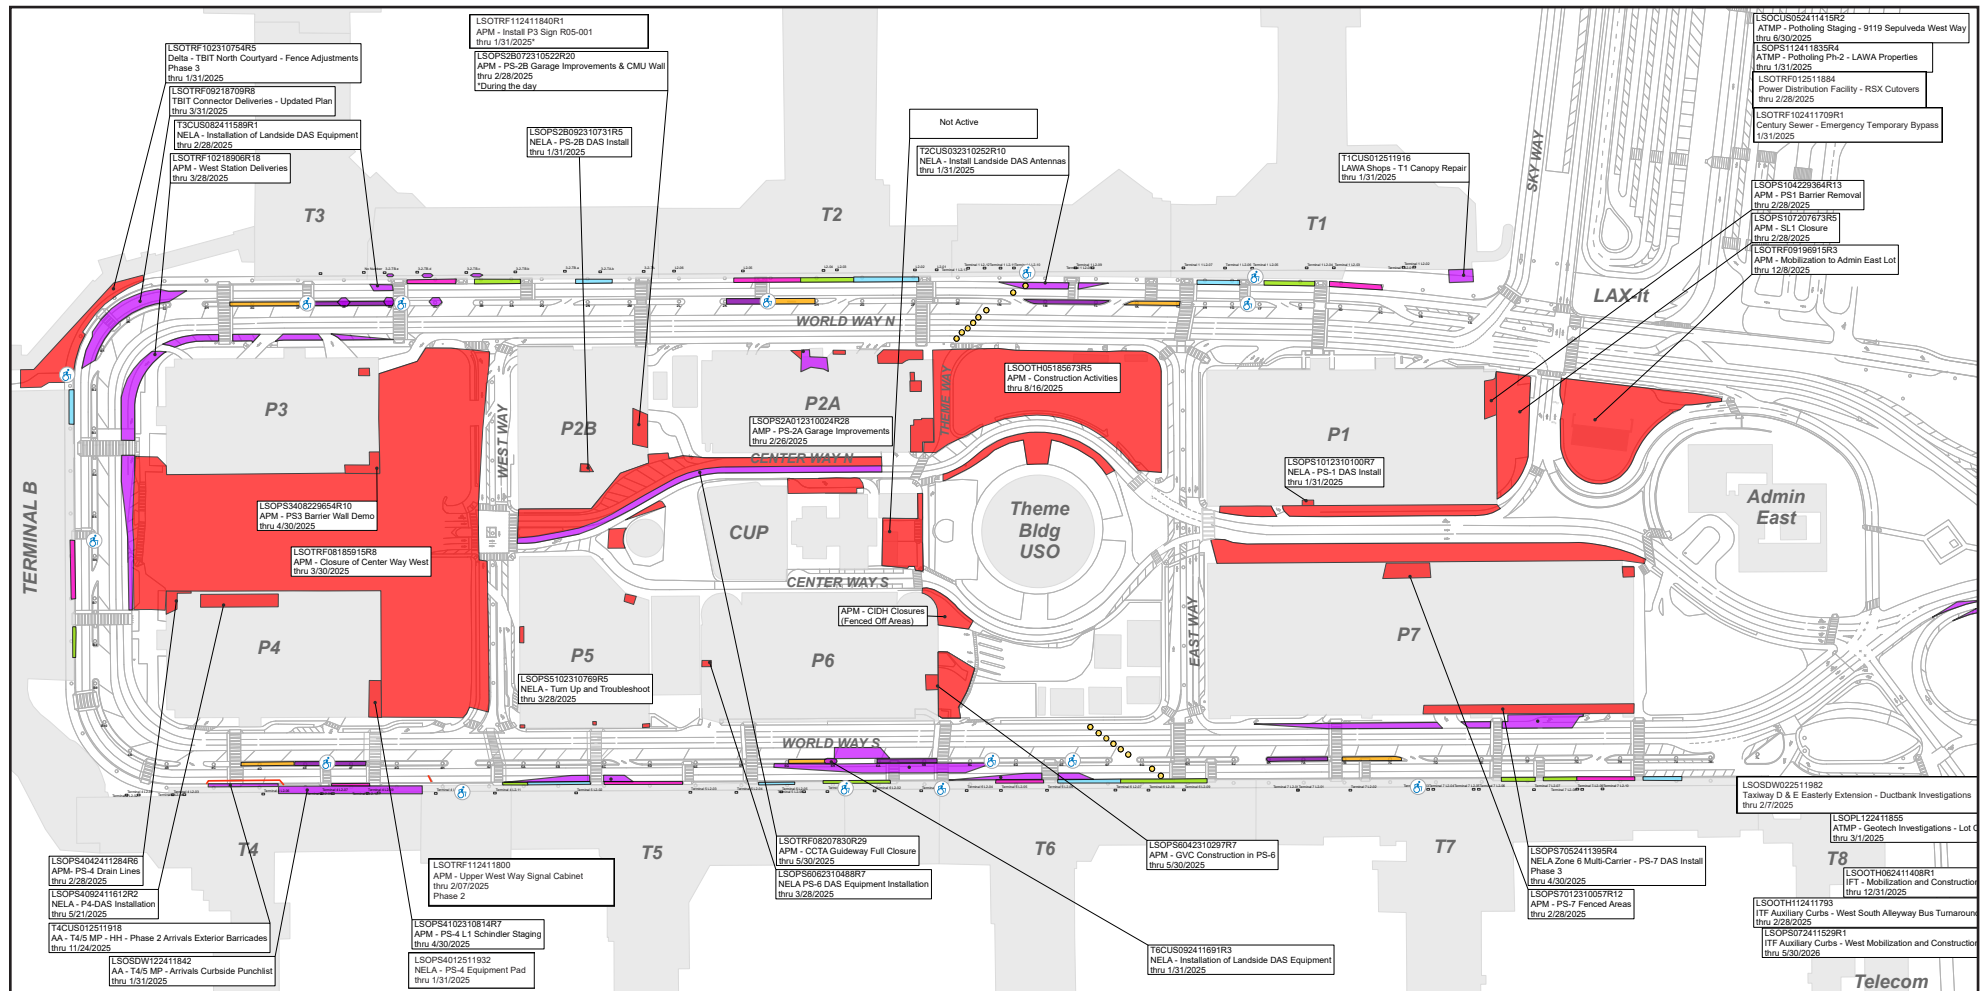 LSOTRF112411840R1
APM - Install P3 Sign R05-001
thru 1/31/2025*
LSOPS2B072310522R20
APM - PS-2B Garage Improvements & CMU Wall
thru 2/28/2025
*During the day
LSOTRF102310754R5
Delta - TBIT North Courtyard - Fence Adjustments
Phase 3
thru 1/31/2025
LSOTRF09218709R8
TBIT Connector Deliveries - Updated Plan
thru 3/31/2025
T3CUS082411589R1
NELA - Installation of Landside DAS Equipment
thru 2/28/2025
LSOTRF10218906R18
APM - West Station Deliveries
thru 3/28/2025
LSOPS2B092310731R5
NELA - PS-2B DAS Install
thru 1/31/2025
Not Active
T2CUS032310252R10
NELA - Install Landside DAS Antennas
thru 1/31/2025
T1CUS012511916
LAWA Shops - T1 Canopy Repair
thru 1/31/2025
LSOCUS052411415R2
ATMP - Potholing Staging - 9119 Sepulveda West Way
thru 6/30/2025
LSOPS112411835R4
ATMP - Potholing Ph-2 - LAWA Properties
thru 1/31/2025
LSOTRF012511884
Power Distribution Facility - RSX Cutovers
thru 2/28/2025
LSOTRF102411709R1
Century Sewer - Emergency Temporary Bypass
1/31/2025
LSOPS104229364R13
APM - PS1 Barrier Removal
thru 2/28/2025
LSOPS107207673R5
APM - SL1 Closure
thru 2/28/2025
LSOTRF09196915R3
APM - Mobilization to Admin East Lot
thru 12/8/2025
SKY WAY
T3
T2
T1
LAX-it
WORLD WAY N
P3
WEST WAY
P2B
P2A
THEME WAY
LSOOTH05185673R5
APM - Construction Activities
thru 8/16/2025
LSOPS2A012310024R28
AMP - PS-2A Garage Improvements
thru 2/26/2025
CENTER WAY N
P1
LSOPS1012310100R7
NELA - PS-1 DAS Install
thru 1/31/2025
Admin
East
TERMINAL B
LSOPS3408229654R10
APM - PS3 Barrier Wall Demo
thru 4/30/2025
LSOTRF08185915R8
APM - Closure of Center Way West
thru 3/30/2025
CUP
Theme
Bldg
USO
CENTER WAY S
APM - CIDH Closures
(Fenced Off Areas)
EAST WAY
P4
P5
P6
P7
LSOPS5102310769R5
NELA - Turn Up and Troubleshoot
thru 3/28/2025
WORLD WAY S
T4
T5
T6
T7
T8
LSOPS4042411284R6
APM- PS-4 Drain Lines
thru 2/28/2025
LSOPS4092411612R2
NELA - P4-DAS Installation
thru 5/21/2025
T4CUS012511918
AA - T4/5 MP - HH - Phase 2 Arrivals Exterior Barricades
thru 11/24/2025
LSOSDW122411842
AA - T4/5 MP - Arrivals Curbside Punchlist
thru 1/31/2025
LSOTRF112411800
APM - Upper West Way Signal Cabinet
thru 2/07/2025
Phase 2
LSOPS4102310814R7
APM - PS-4 L1 Schindler Staging
thru 4/30/2025
LSOPS4012511932
NELA - PS-4 Equipment Pad
thru 1/31/2025
LSOTRF08207830R29
APM - CCTA Guideway Full Closure
thru 5/30/2025
LSOPS6062310488R7
NELA PS-6 DAS Equipment Installation
thru 3/28/2025
LSOPS6042310297R7
APM - GVC Construction in PS-6
thru 5/30/2025
T6CUS092411691R3
NELA - Installation of Landside DAS Equipment
thru 1/31/2025
LSOPS7052411395R4
NELA Zone 6 Multi-Carrier - PS-7 DAS Install
Phase 3
thru 4/30/2025
LSOPS7012310057R12
APM - PS-7 Fenced Areas
thru 2/28/2025
LSOSDW022511982
Taxiway D & E Easterly Extension - Ductbank Investigations
thru 2/7/2025
LSOPL122411855
ATMP - Geotech Investigations - Lot C
thru 3/1/2025
LSOOTH062411408R1
IFT - Mobilization and Constructio
thru 12/31/2025
LSOOTH112411793
ITF Auxiliary Curbs - West South Alleyway Bus Turnaroun
thru 2/28/2025
LSOPS072411529R1
ITF Auxiliary Curbs - West Mobilization and Constructio
thru 5/30/2026
Telecom